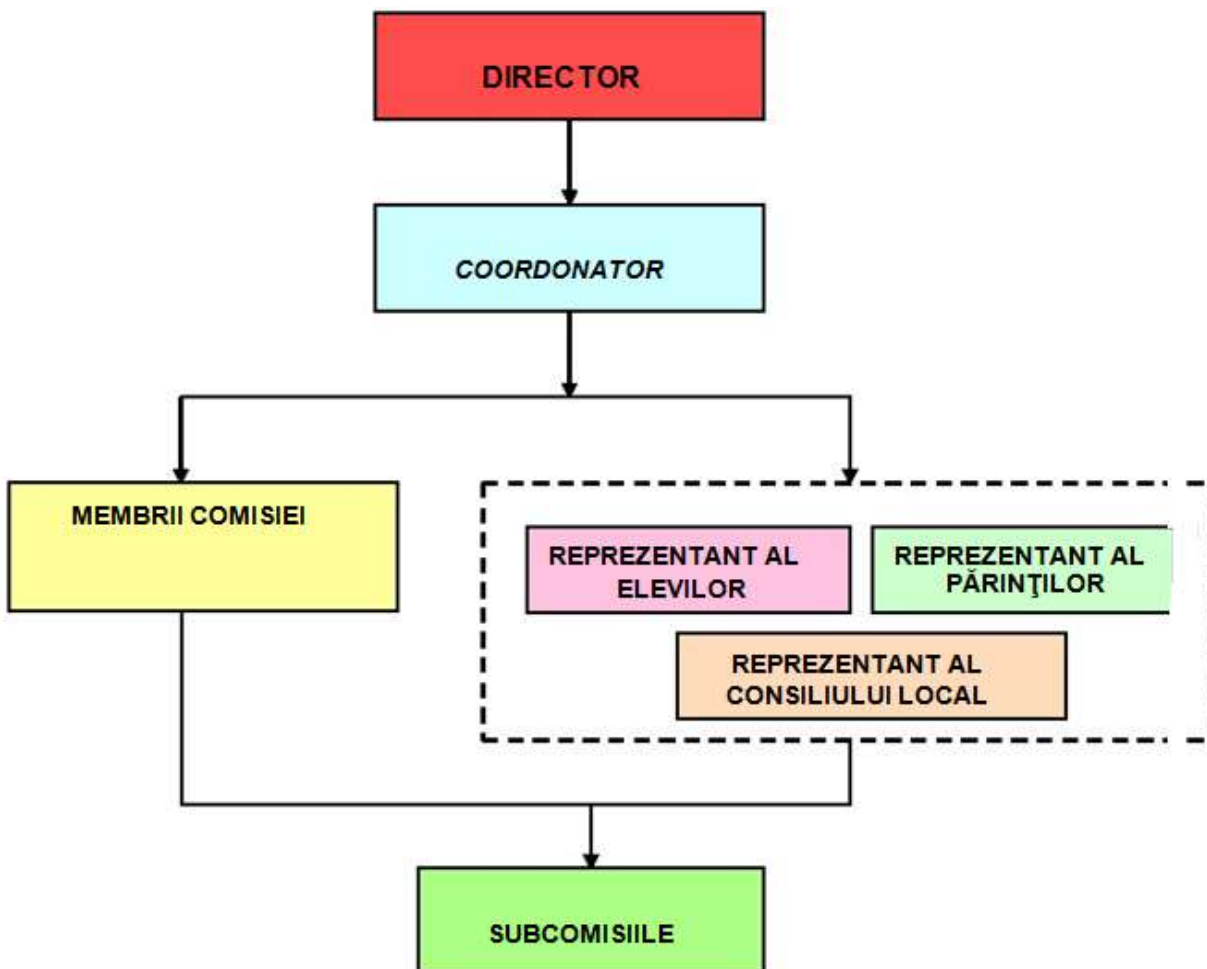 DIRECTOR
COORDONATOR
MEMBRII COMISIEI
REPREZENTANT AL
ELEVILOR
REPREZENTANT AL
PĂRINŢILOR
REPREZENTANT AL
CONSILIULUI LOCAL
SUBCOMISIILE